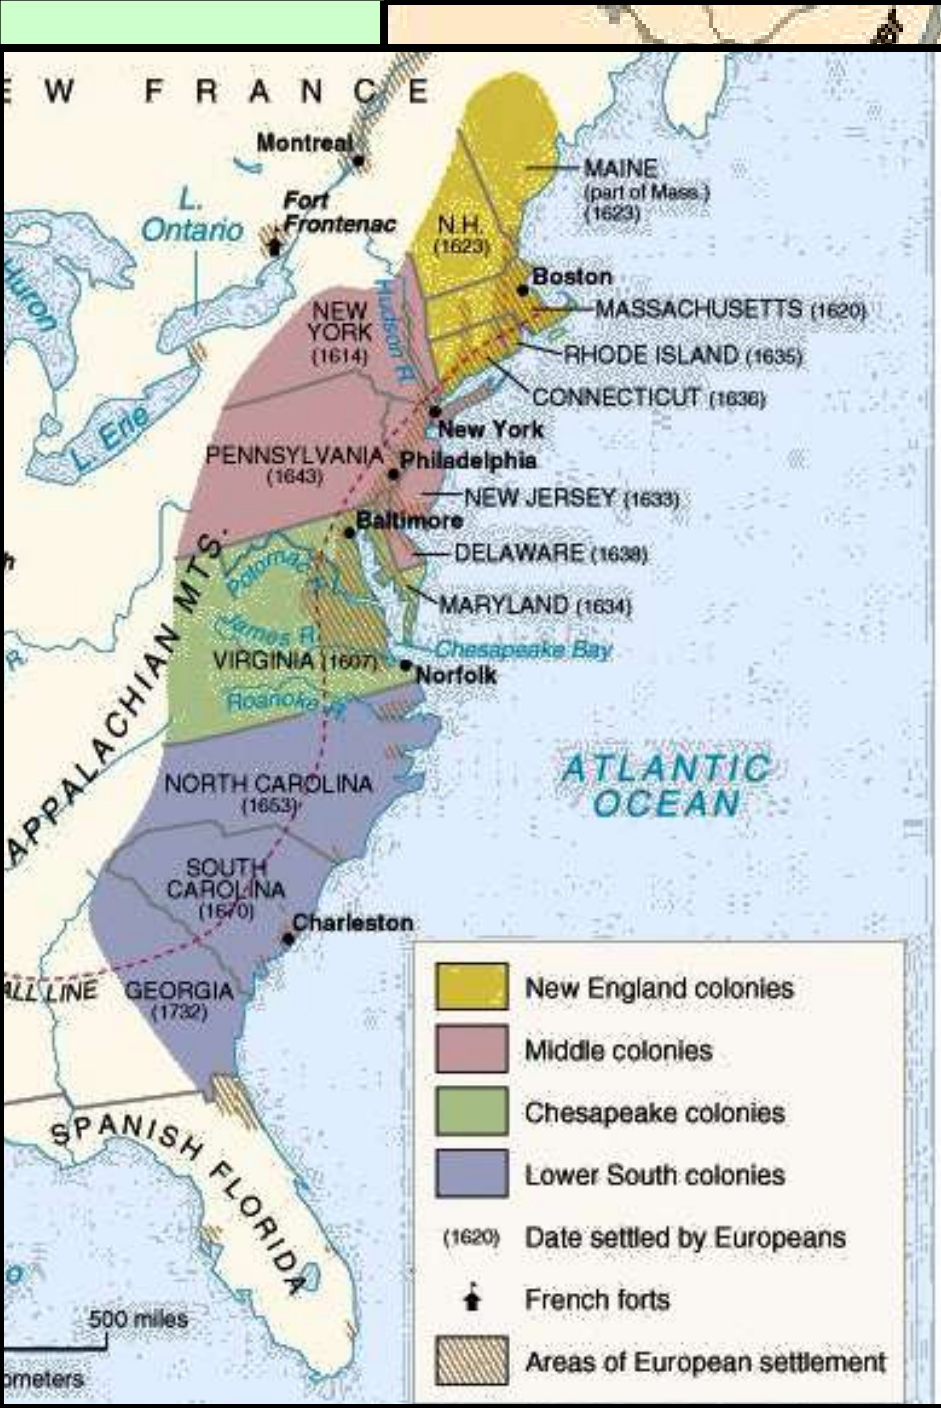 EW FRANCE
Montreal
Fort
Frontenac
L.
Ontario
Huron
L. Erie
MAINE
(part of Mass.)
(1623)
N.H.
(1623)
Boston
MASSACHUSETTS (1620)
RHODE ISLAND (1635)
CONNECTICUT (1636)
NEW
YORK
(1614)
Hudson R.
New York
PENNSYLVANIA
(1643)
Philadelphia
NEW JERSEY (1633)
Baltimore
DELAWARE (1638)
Potomac R.
MARYLAND (1634)
James R.
Chesapeake Bay
VIRGINIA (1607)
Norfolk
Roanoke R.
APPALACHIAN MTS.
h
R.
NORTH CAROLINA
(1653)
ATLANTIC
OCEAN
SOUTH
CAROLINA
(1670)
Charleston
ALL LINE
GEORGIA
(1732)
SPANISH FLORIDA
o
500 miles
ometers
New England colonies
Middle colonies
Chesapeake colonies
Lower South colonies
(1620) Date settled by Europeans
French forts
Areas of European settlement